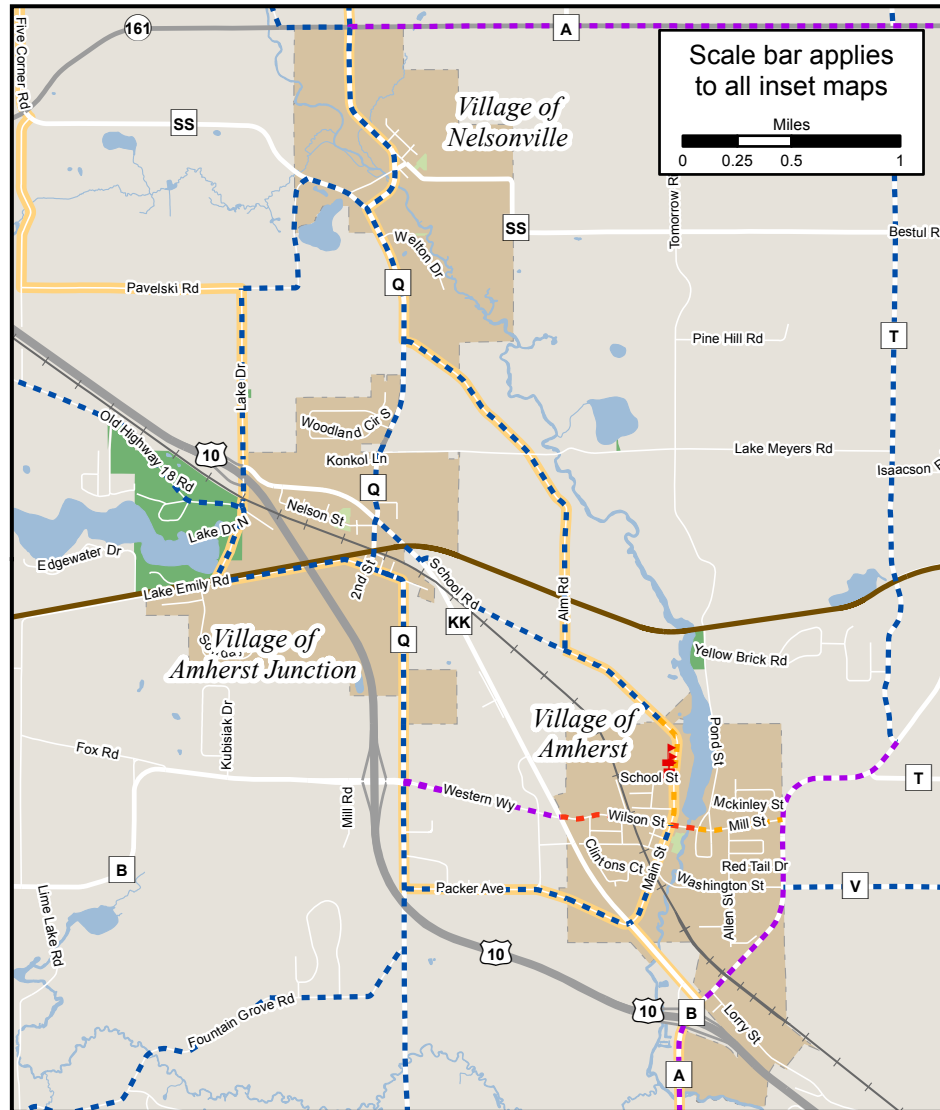 161
A
Five Corner Rd
Scale bar applies
to all inset maps
Miles
0 0.25 0.5 1
SS
Village of
Nelsonville
Tomorrow R
SS
Bestul R
Welton Dr
Q
Pavelski Rd
Pine Hill Rd
T
Lake Dr
Old Highway 18 Rd
10
Woodland Cir S
Konkol Ln
Lake Meyers Rd
Isaacson
Q
Nelson St
Lake Dr N
Edgewater Dr
Lake Emily Rd
2nd St
School Rd
Alm Rd
KK
Q
Village of
Amherst Junction
Yellow Brick Rd
Kubisiak Dr
Village of
Amherst
Pond St
Fox Rd
School St
T
Mill Rd
Western Wy
Mckinley St
Wilson St
Mill St
Clintons Ct
Main St
Red Tail Dr
B
Packer Ave
Washington St
V
Lime Lake Rd
Allen St
10
Fountain Grove Rd
10
B
Lorry St
A